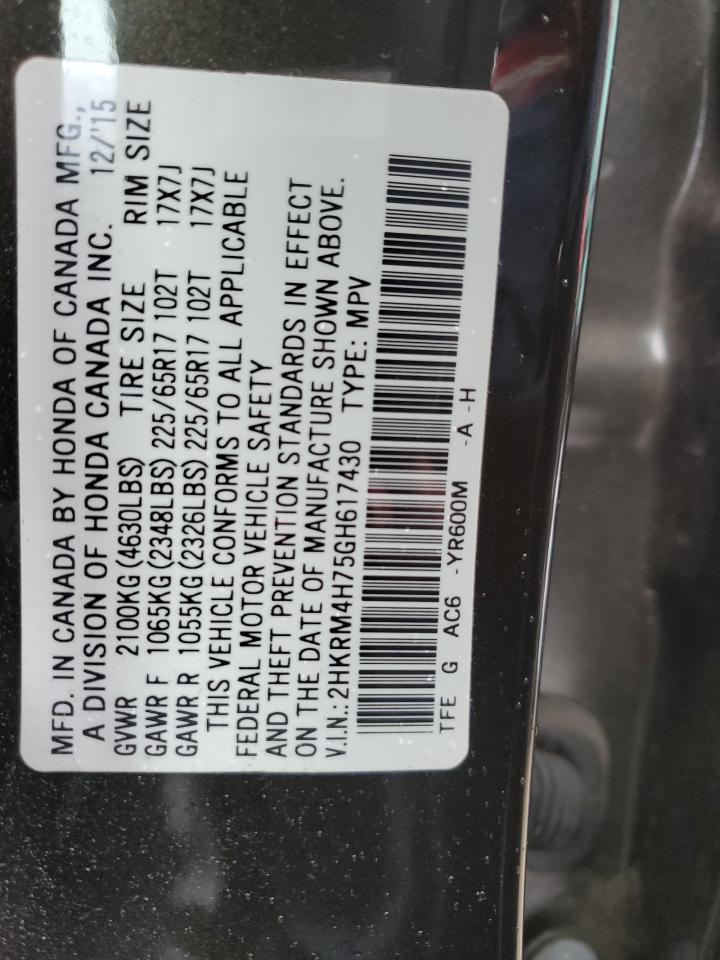 MFD. IN CANADA BY HONDA OF CANADA MFG.,
A DIVISION OF HONDA CANADA INC. 12/'15
GVWR 2100KG(4630LBS) TIRE SIZE RIM SIZE
GAWR F 1065KG(2348LBS) 225/65R17 102T 17X7J
GAWR R 1055KG(2326LBS) 225/65R17 102T 17X7J
THIS VEHICLE CONFORMS TO ALL APPLICABLE
FEDERAL MOTOR VEHICLE SAFETY
AND THEFT PREVENTION STANDARDS IN EFFECT
ON THE DATE OF MANUFACTURE SHOWN ABOVE.
V.I.N.:2HKRM4H75GH617430 TYPE: MPV
TFE G AC6 -YR600M -A -H